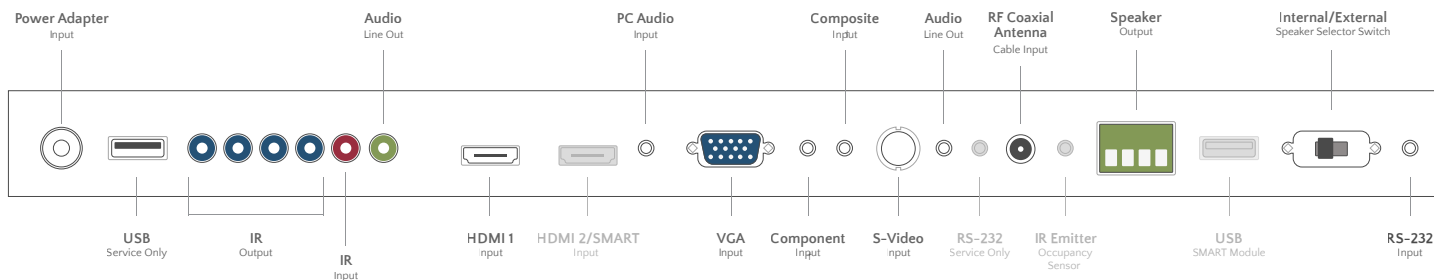 Power Adapter
Input
Audio
Line Out
PC Audio
Input
Composite
Input
Audio
Line Out
RF Coaxial
Antenna
Cable Input
Speaker
Output
Internal/External
Speaker Selector Switch
USB
Service Only
IR
Output
IR
Input
HDMI 1
Input
HDMI 2/SMART
Input
VGA
Input
Component
Input
S-Video
Input
RS-232
Service Only
IR Emitter
Occupancy
Sensor
USB
SMART Module
RS-232
Input